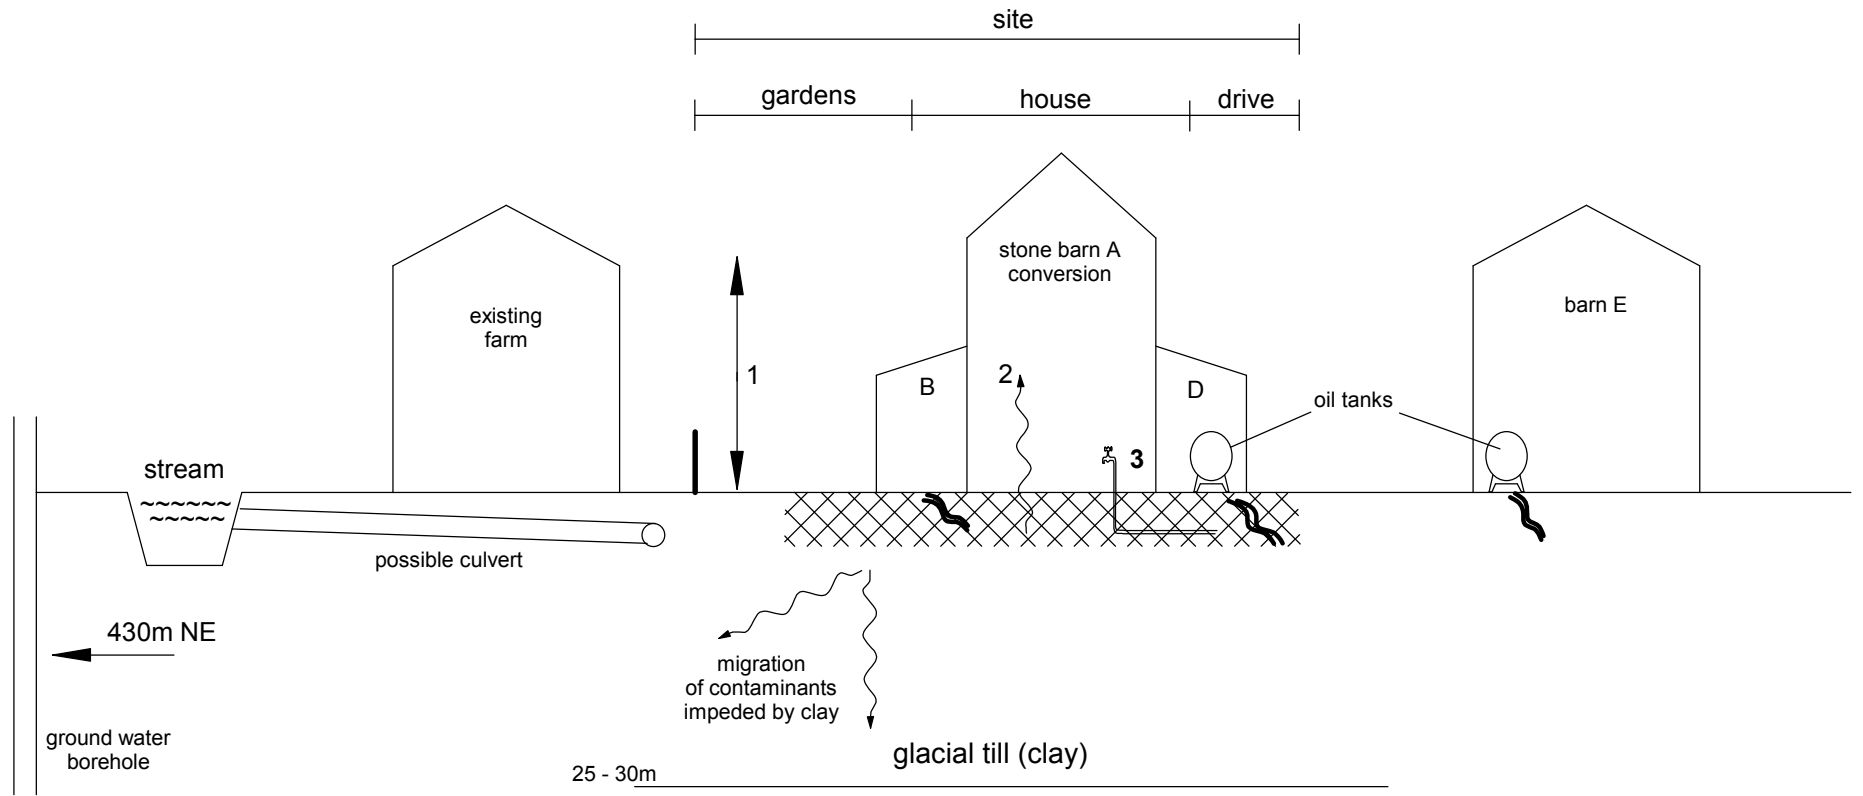 site
gardens
house
drive
stone barn A
conversion
existing
farm
barn E
1
2
B
D
oil tanks
3
stream
possible culvert
430m NE
migration
of contaminants
impeded by clay
ground water
borehole
glacial till (clay)
25 - 30m